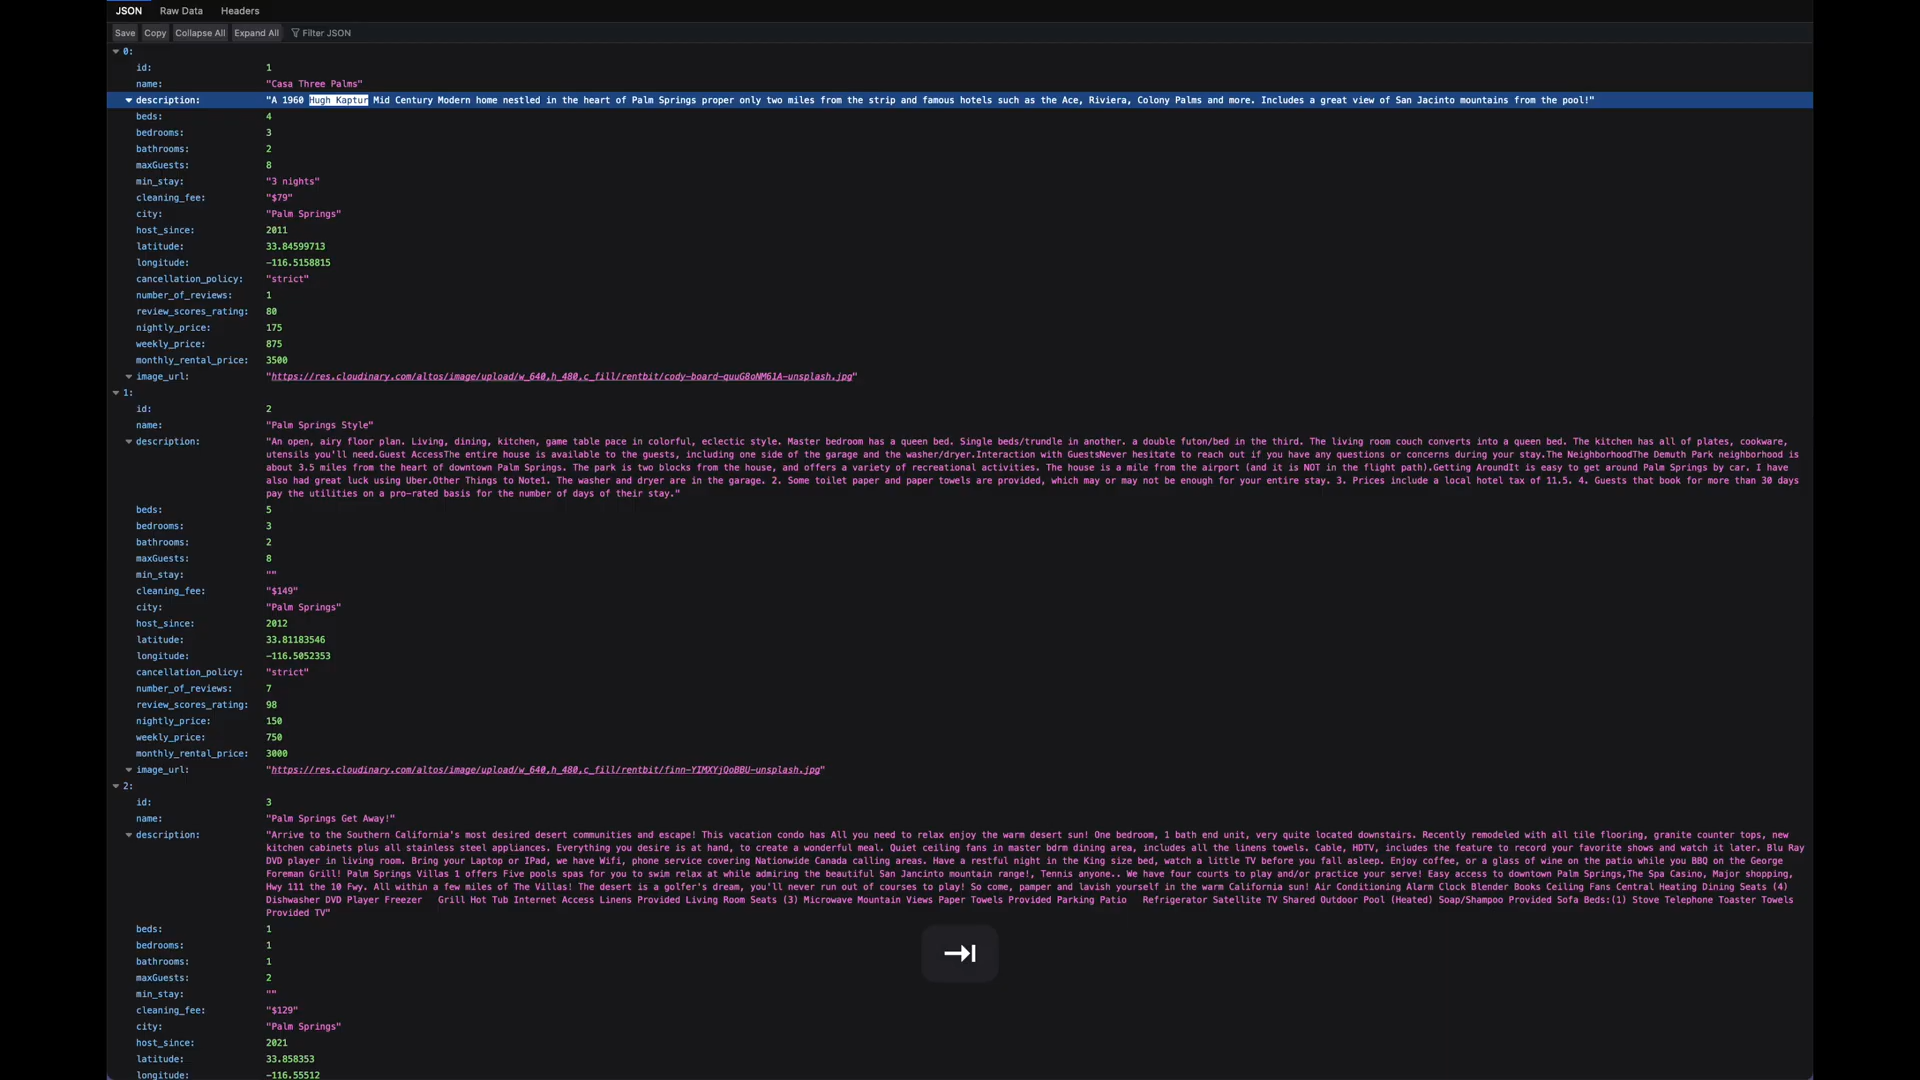 JSON Raw Data Headers
Save Copy Collapse All Expand All Filter JSON
0:
id: 1
name: "Casa Three Palms"
description: "A 1960 Hugh Kaptur Mid Century Modern home nestled in the heart of Palm Springs proper only two miles from the strip and famous hotels such as the Ace, Riviera, Colony Palms and more. Includes a great view of San Jacinto mountains from the pool!"
beds: 4
bedrooms: 3
bathrooms: 2
maxGuests: 8
min_stay: "3 nights"
cleaning_fee: "$79"
city: "Palm Springs"
host_since: 2011
latitude: 33.84599713
longitude: -116.5158815
cancellation_policy: "strict"
number_of_reviews: 1
review_scores_rating: 80
nightly_price: 175
weekly_price: 875
monthly_rental_price: 3500
image_url: "https://res.cloudinary.com/altos/image/upload/w_640,h_480,c_fill/rentbit/cody-board-quuG8oNM61A-unsplash.jpg"
1:
id: 2
name: "Palm Springs Style"
description: "An open, airy floor plan. Living, dining, kitchen, game table pace in colorful, eclectic style. Master bedroom has a queen bed. Single beds/trundle in another. a double futon/bed in the third. The living room couch converts into a queen bed. The kitchen has all of plates, cookware,
utensils you'll need.Guest AccessThe entire house is available to the guests, including one side of the garage and the washer/dryer.Interaction with GuestsNever hesitate to reach out if you have any questions or concerns during your stay.The NeighborhoodThe Demuth Park neighborhood is
about 3.5 miles from the heart of downtown Palm Springs. The park is two blocks from the house, and offers a variety of recreational activities. The house is a mile from the airport (and it is NOT in the flight path).Getting AroundIt is easy to get around Palm Springs by car. I have
also had great luck using Uber.Other Things to Note1. The washer and dryer are in the garage. 2. Some toilet paper and paper towels are provided, which may or may not be enough for your entire stay. 3. Prices include a local hotel tax of 11.5. 4. Guests that book for more than 30 days
pay the utilities on a pro-rated basis for the number of days of their stay."
beds: 5
bedrooms: 3
bathrooms: 2
maxGuests: 8
min_stay: ""
cleaning_fee: "$149"
city: "Palm Springs"
host_since: 2012
latitude: 33.81183546
longitude: -116.5052353
cancellation_policy: "strict"
number_of_reviews: 7
review_scores_rating: 98
nightly_price: 150
weekly_price: 750
monthly_rental_price: 3000
image_url: "https://res.cloudinary.com/altos/image/upload/w_640,h_480,c_fill/rentbit/finn-YIMXYjQoBBU-unsplash.jpg"
2:
id: 3
name: "Palm Springs Get Away!"
description: "Arrive to the Southern California's most desired desert communities and escape! This vacation condo has All you need to relax enjoy the warm desert sun! One bedroom, 1 bath end unit, very quite located downstairs. Recently remodeled with all tile flooring, granite counter tops, new
kitchen cabinets plus all stainless steel appliances. Everything you desire is at hand, to create a wonderful meal. Quiet ceiling fans in master bdrm dining area, includes all the linens towels. Cable, HDTV, includes the feature to record your favorite shows and watch it later. Blu Ray
DVD player in living room. Bring your Laptop or IPad, we have Wifi, phone service covering Nationwide Canada calling areas. Have a restful night in the King size bed, watch a little TV before you fall asleep. Enjoy coffee, or a glass of wine on the patio while you BBQ on the George
Foreman Grill! Palm Springs Villas 1 offers Five pools spas for you to swim relax at while admiring the beautiful San Jancinto mountain range!, Tennis anyone.. We have four courts to play and/or practice your serve! Easy access to downtown Palm Springs,The Spa Casino, Major shopping,
Hwy 111 the 10 Fwy. All within a few miles of The Villas! The desert is a golfer's dream, you'll never run out of courses to play! So come, pamper and lavish yourself in the warm California sun! Air Conditioning Alarm Clock Blender Books Ceiling Fans Central Heating Dining Seats (4)
Dishwasher DVD Player Freezer Grill Hot Tub Internet Access Linens Provided Living Room Seats (3) Microwave Mountain Views Paper Towels Provided Parking Patio Refrigerator Satellite TV Shared Outdoor Pool (Heated) Soap/Shampoo Provided Sofa Beds:(1) Stove Telephone Toaster Towels
Provided TV"
beds: 1
bedrooms: 1
bathrooms: 1
maxGuests: 2
min_stay: ""
cleaning_fee: "$129"
city: "Palm Springs"
host_since: 2021
latitude: 33.858353
longitude: -116.55512